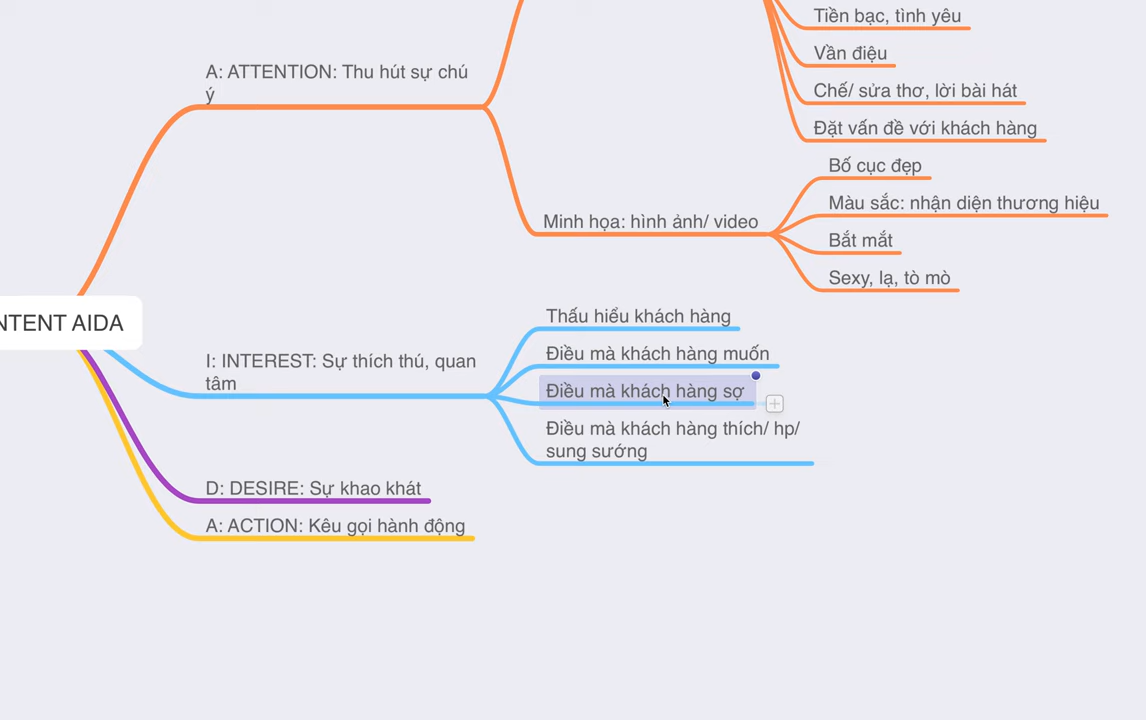 Tiền bạc, tình yêu
Vần điệu
Chế/ sửa thơ, lời bài hát
Đặt vấn đề với khách hàng
A: ATTENTION: Thu hút sự chú
ý
Bố cục đẹp
Màu sắc: nhận diện thương hiệu
Minh họa: hình ảnh/ video
Bắt mắt
Sexy, lạ, tò mò
NTENT AIDA
I: INTEREST: Sự thích thú, quan
tâm
Thấu hiểu khách hàng
Điều mà khách hàng muốn
Điều mà khách hàng sợ
Điều mà khách hàng thích/ hp/
sung sướng
D: DESIRE: Sự khao khát
A: ACTION: Kêu gọi hành động